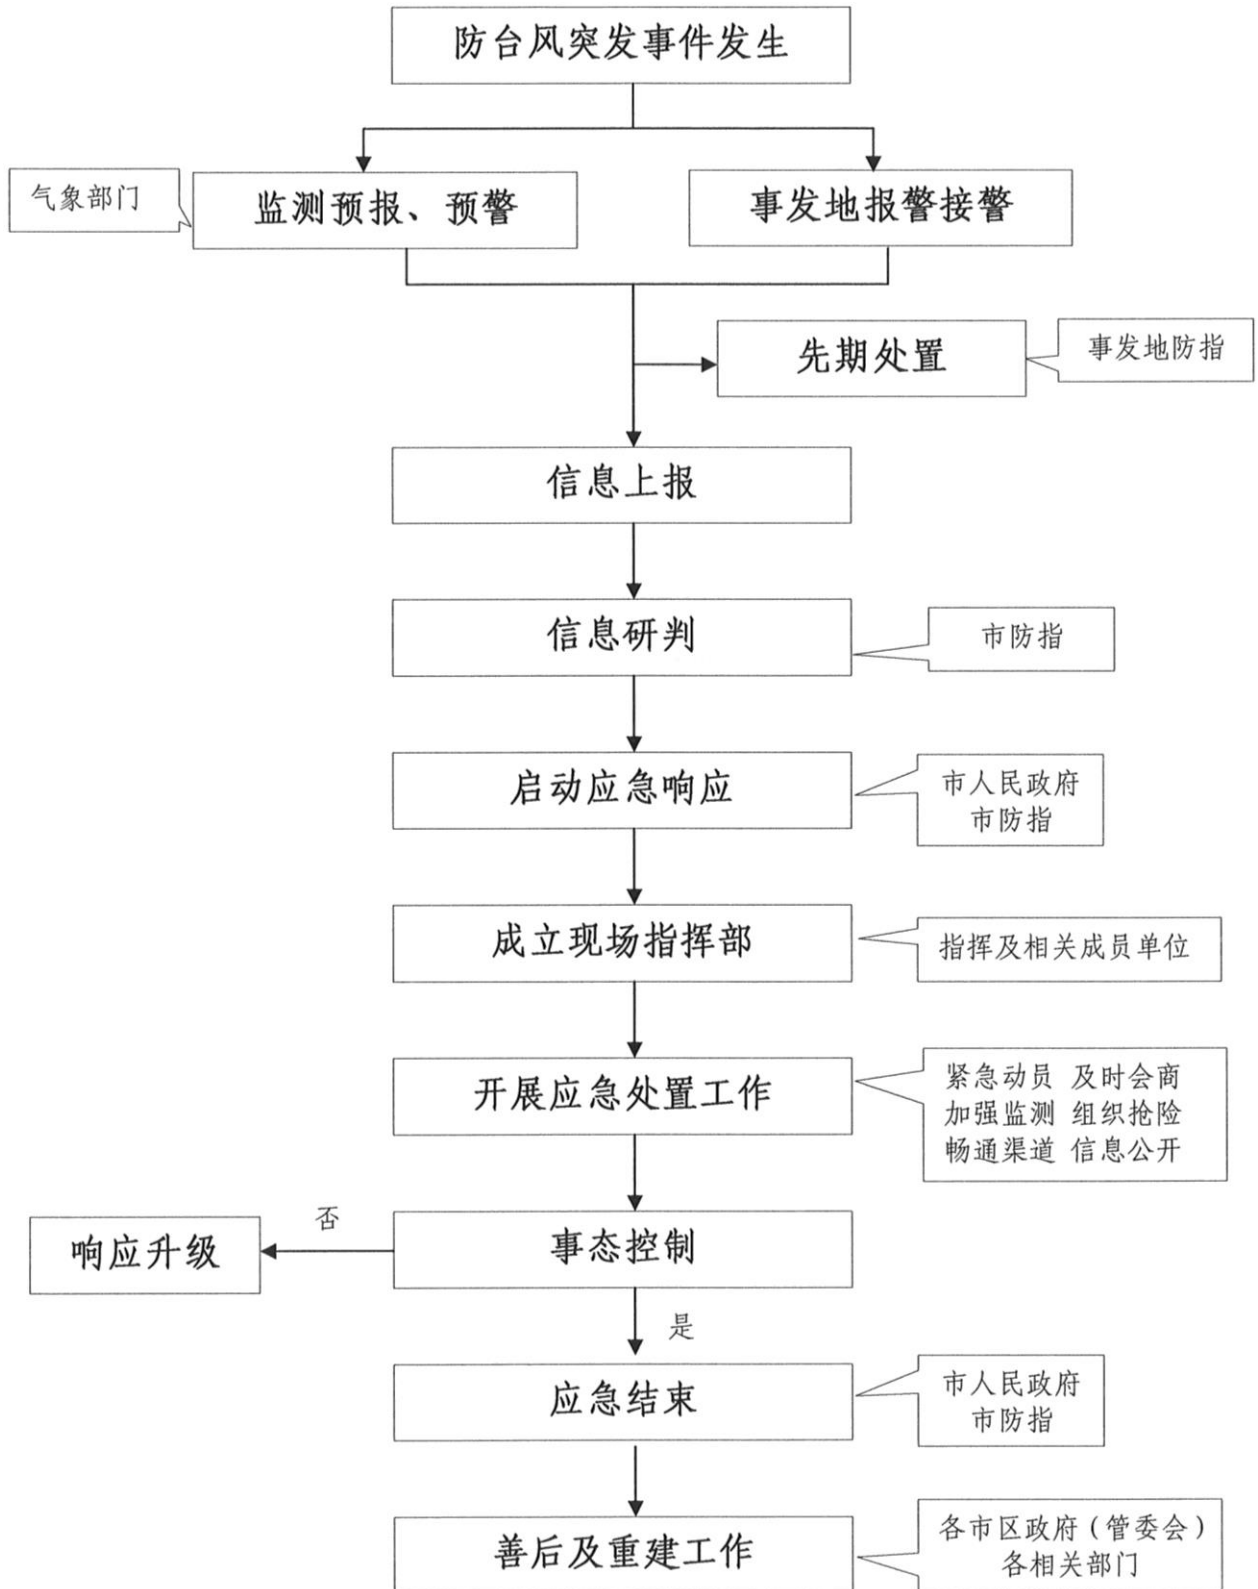 防台风突发事件发生
气象部门
监测预报、预警
事发地报警接警
先期处置
事发地防指
信息上报
信息研判
市防指
启动应急响应
市人民政府
市防指
成立现场指挥部
指挥及相关成员单位
开展应急处置工作
紧急动员 及时会商
加强监测 组织抢险
畅通渠道 信息公开
否
响应升级
事态控制
是
应急结束
市人民政府
市防指
善后及重建工作
各市区政府（管委会）
各相关部门